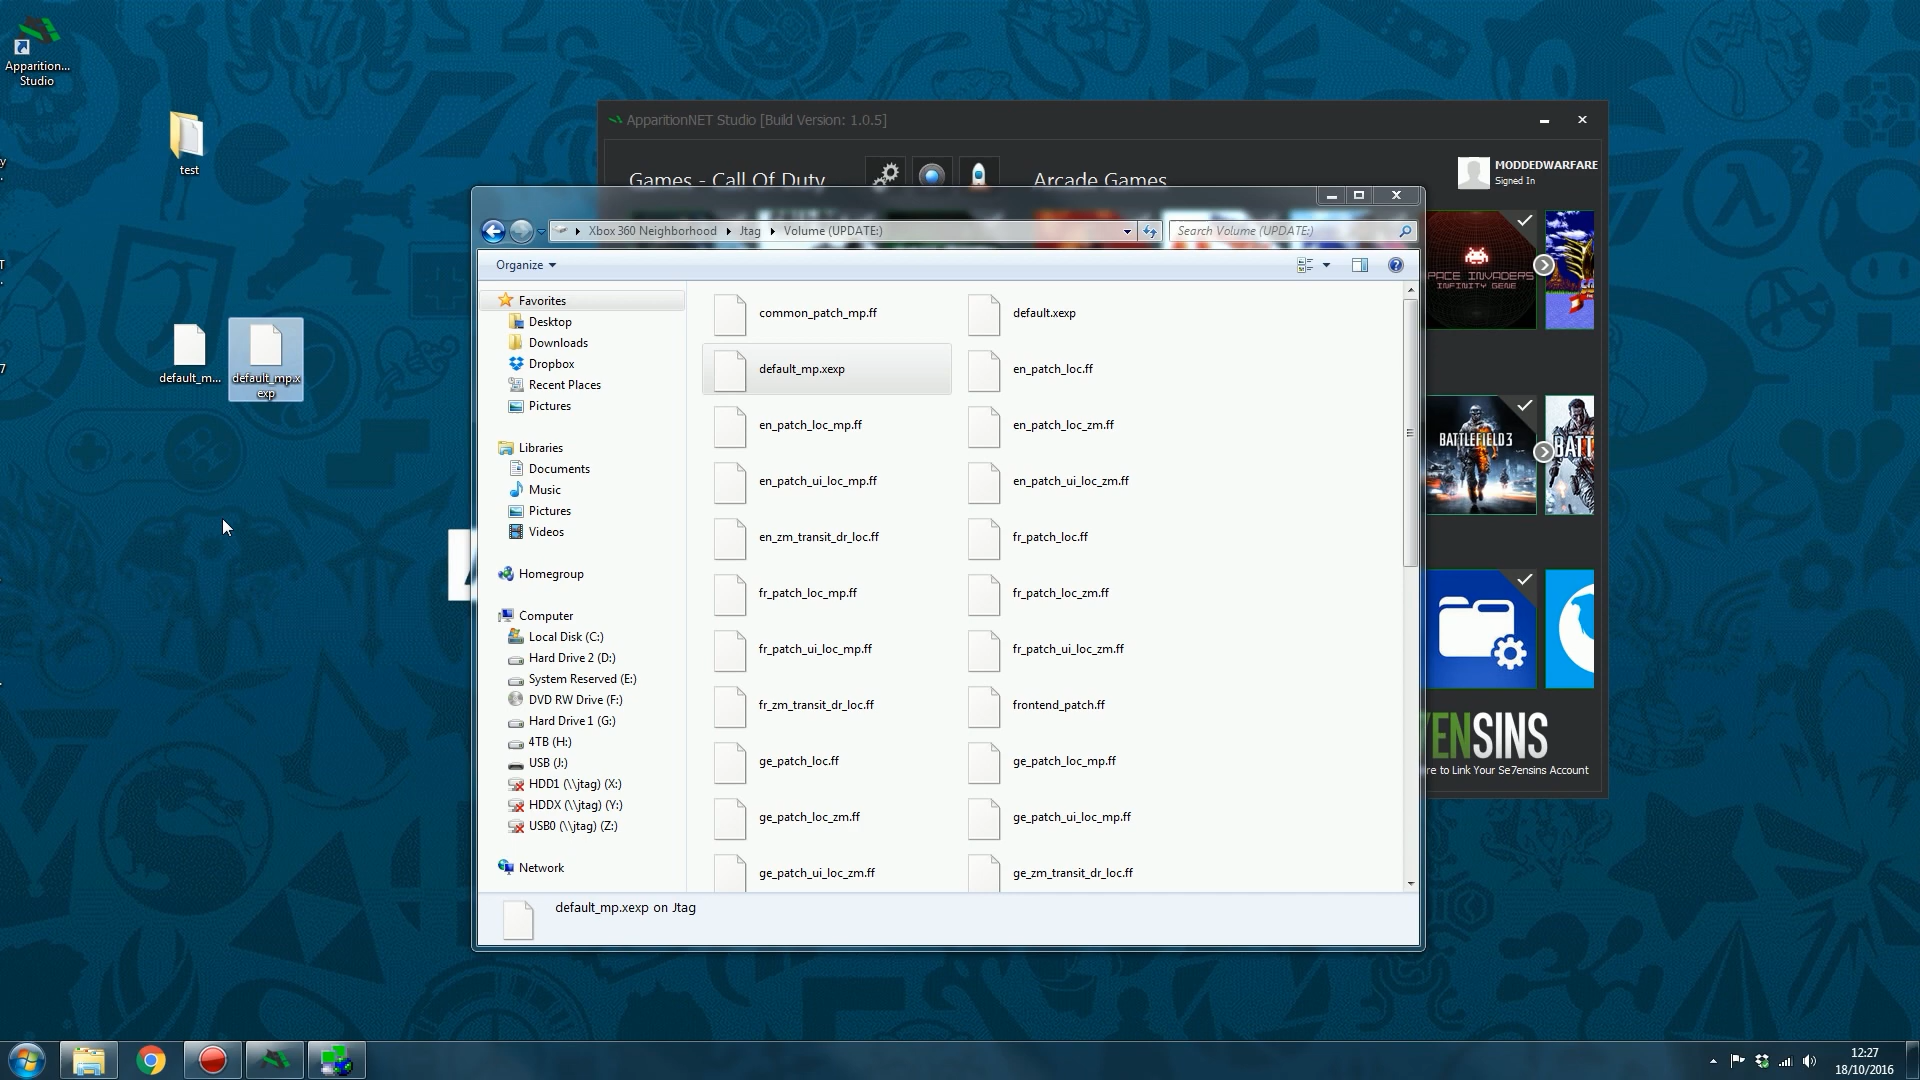 Apparition...
Studio
test
default_m...
default_mp.x
exp
ApparitionNET Studio [Build Version: 1.0.5]
Games - Call Of Duty
Arcade Games
MODDEDWARFARE
Signed In
Xbox 360 Neighborhood
Jtag
Volume (UPDATE:)
Search Volume (UPDATE:)
Organize
Favorites
Desktop
Downloads
Dropbox
Recent Places
Pictures
Libraries
Documents
Music
Pictures
Videos
Homegroup
Computer
Local Disk (C:)
Hard Drive 2 (D:)
System Reserved (E:)
DVD RW Drive (F:)
Hard Drive 1 (G:)
4TB (H:)
USB (J:)
HDD1 (\\jtag) (X:)
HDDX (\\jtag) (Y:)
USB0 (\\jtag) (Z:)
Network
common_patch_mp.ff
default.xexp
default_mp.xexp
en_patch_loc.ff
en_patch_loc_mp.ff
en_patch_loc_zm.ff
en_patch_ui_loc_mp.ff
en_patch_ui_loc_zm.ff
en_zm_transit_dr_loc.ff
fr_patch_loc.ff
fr_patch_loc_mp.ff
fr_patch_loc_zm.ff
fr_patch_ui_loc_mp.ff
fr_patch_ui_loc_zm.ff
fr_zm_transit_dr_loc.ff
frontend_patch.ff
ge_patch_loc.ff
ge_patch_loc_mp.ff
ge_patch_loc_zm.ff
ge_patch_ui_loc_mp.ff
ge_patch_ui_loc_zm.ff
ge_zm_transit_dr_loc.ff
default_mp.xexp on Jtag
PACE INVADERS
INFINITY GENE
BATTLEFIELD 3
BATT
ENSINS
re to Link Your Se7ensins Account
12:27
18/10/2016